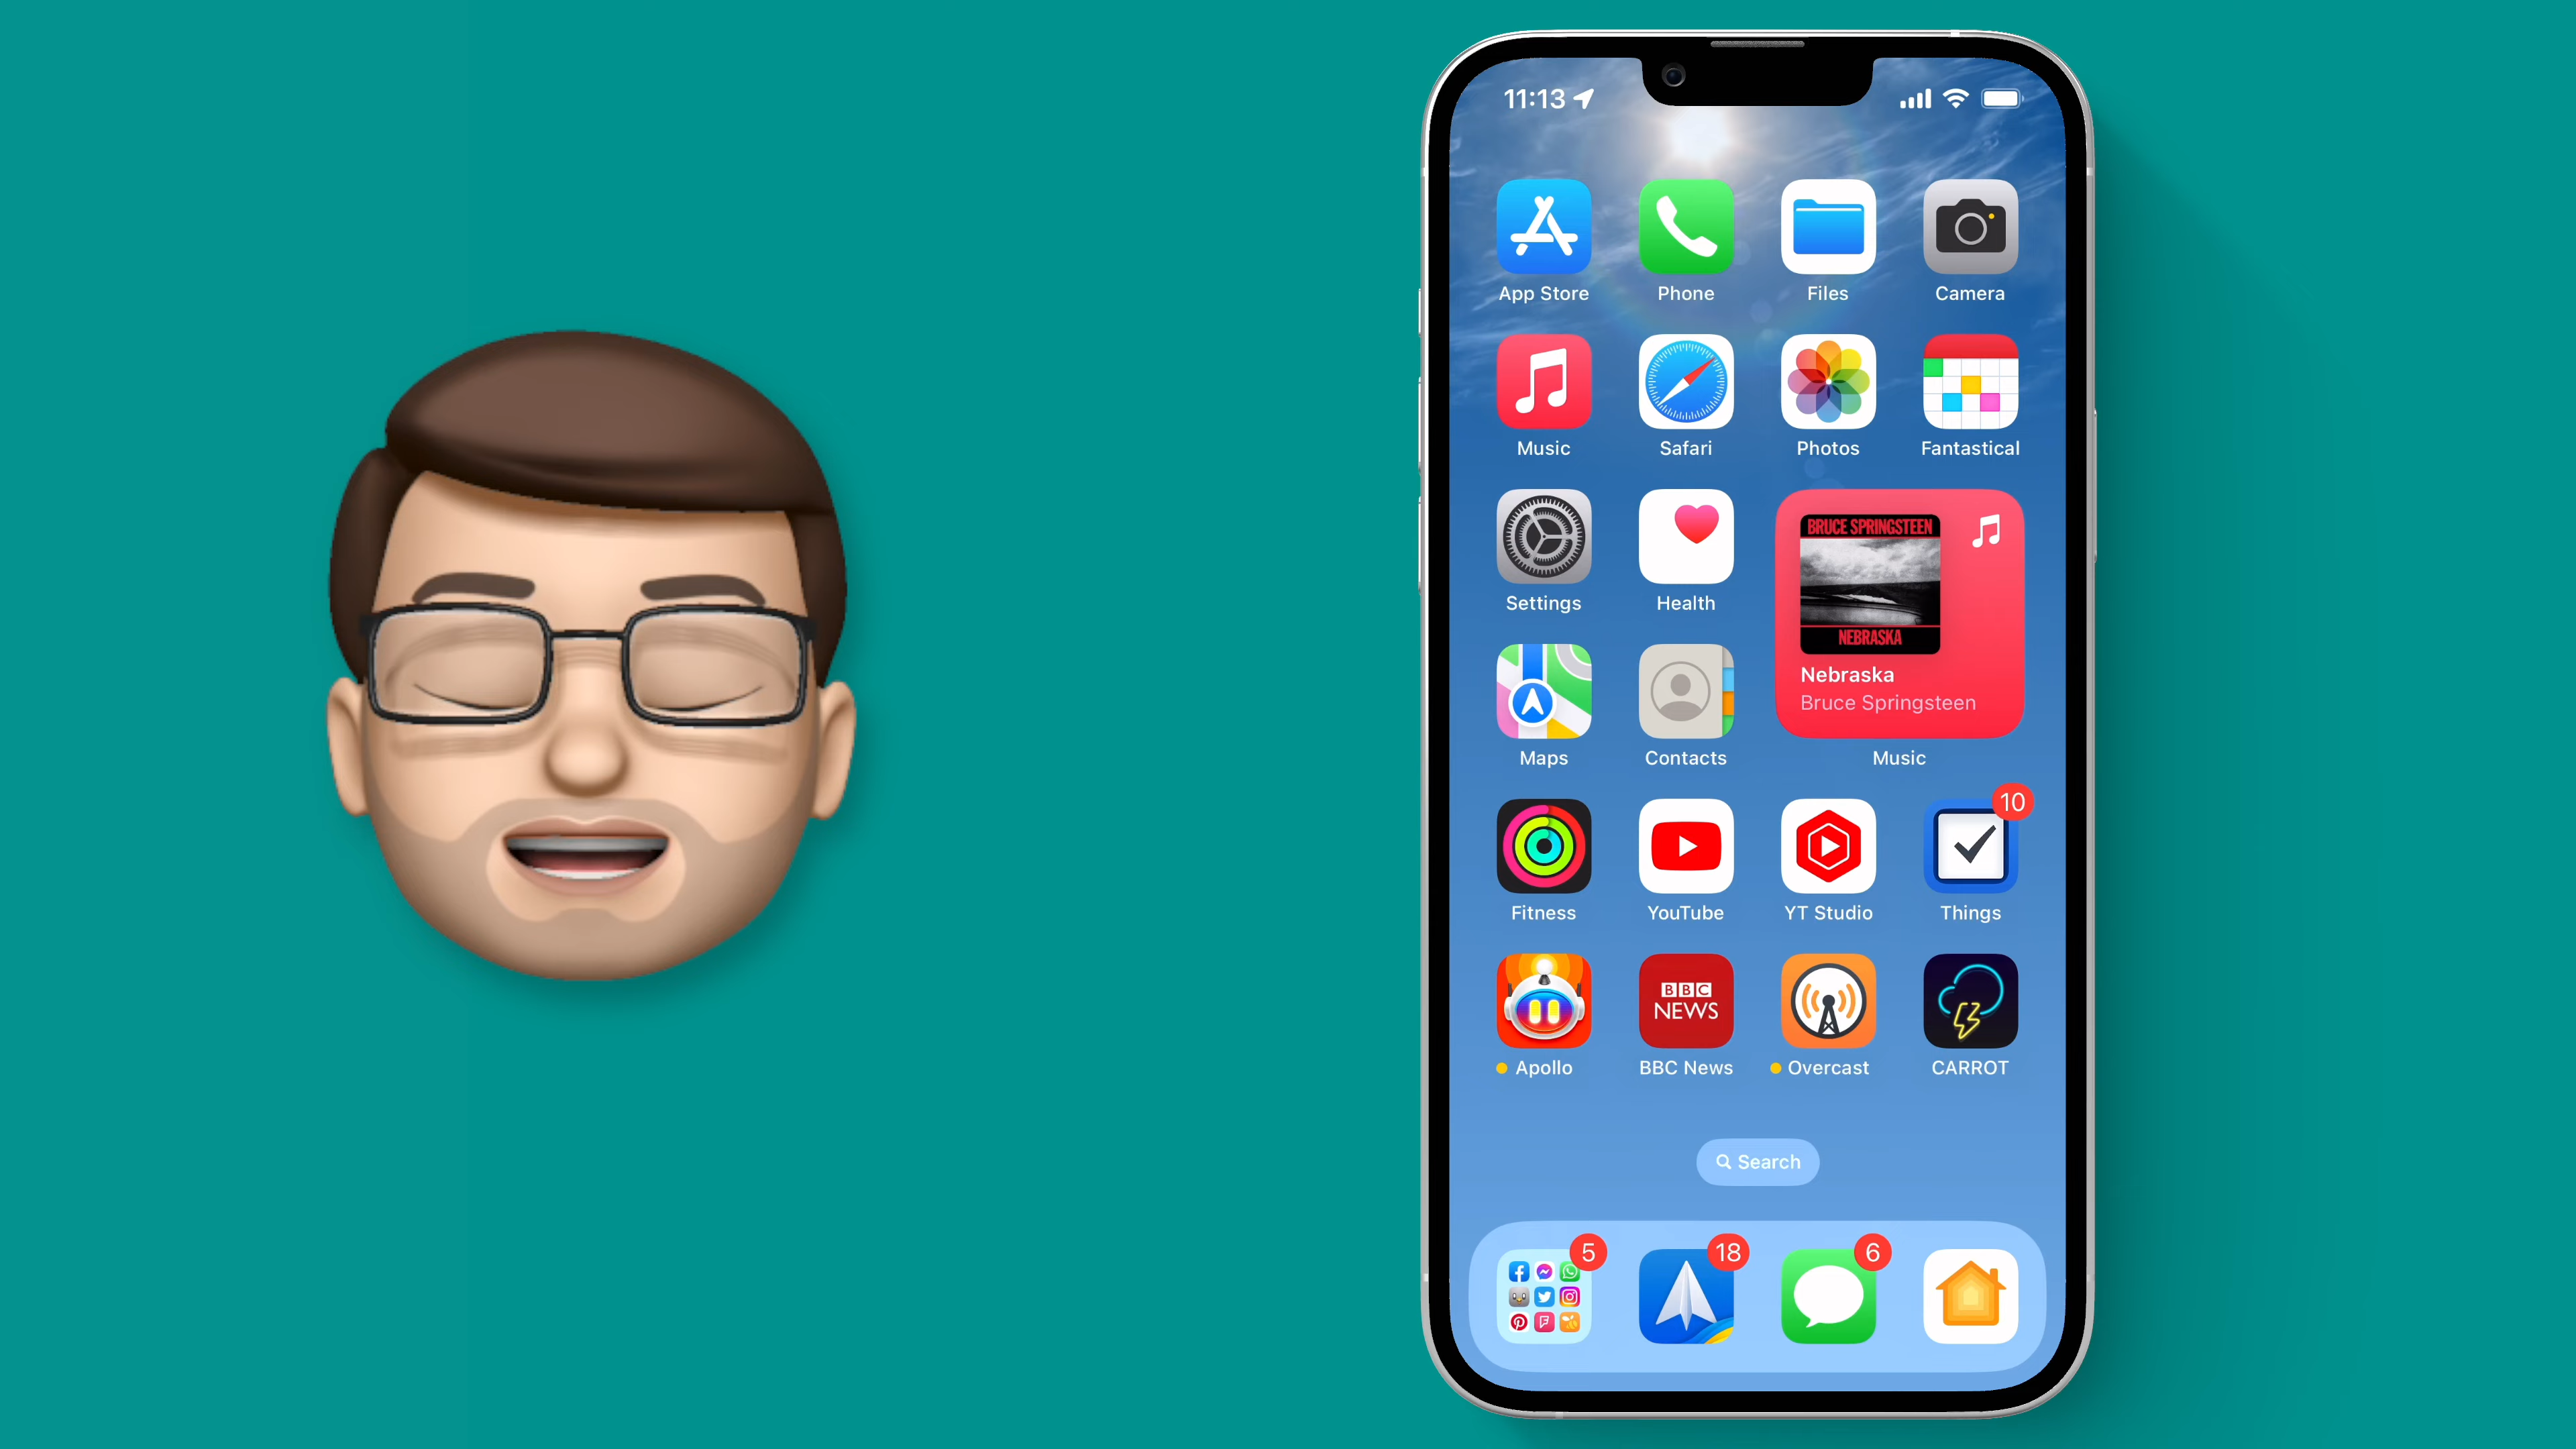 11:13
App Store
Phone
Files
Camera
Music
Safari
Photos
Fantastical
Settings
Health
BRUCE SPRINGSTEEN
NEBRASKA
Nebraska
Bruce Springsteen
Maps
Contacts
Music
10
Fitness
YouTube
YT Studio
Things
BBC
NEWS
Apollo
BBC News
Overcast
CARROT
Search
5
18
6